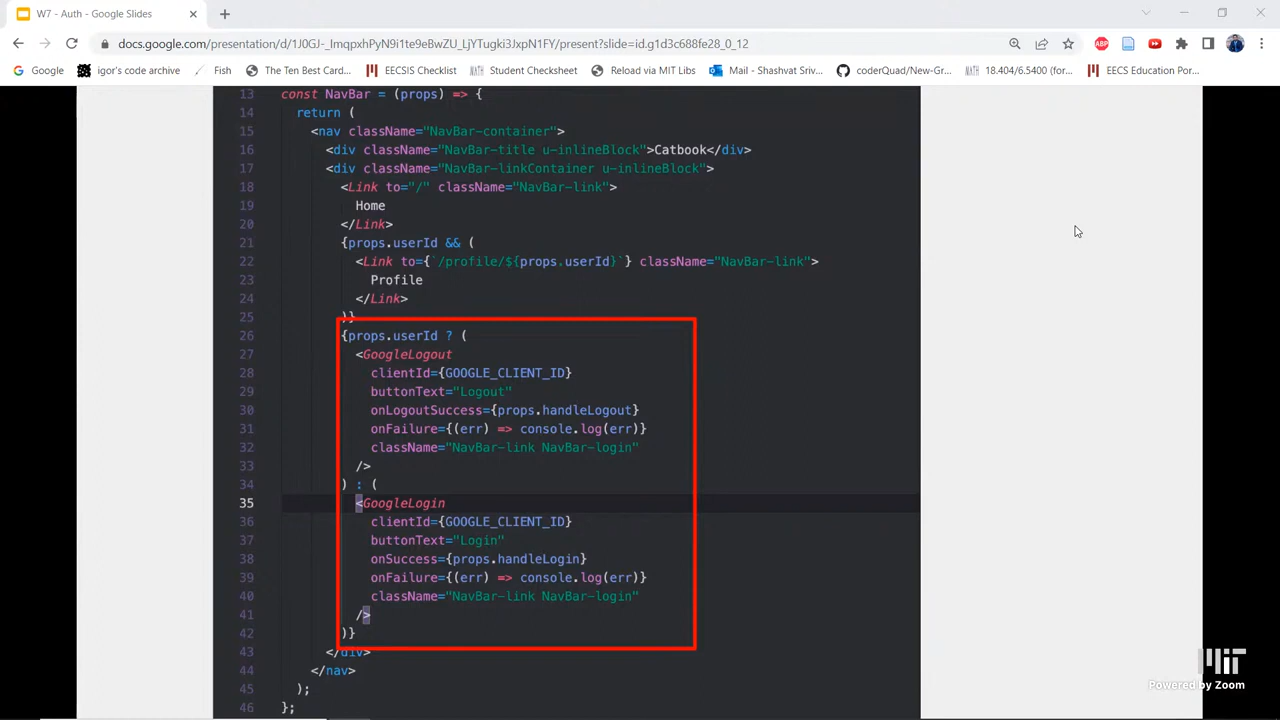 W7 - Auth - Google Slides
docs.google.com/presentation/d/1J0GJ-_ImqpxhPyN9tte9dBwZU_LjYTugki3JxpN1FY/present?slide=id.g1d3c688fe28_0_12
ABP
Google
igor's code archive
Fish
The Ten Best Card...
EECSIS Checklist
MATH Student Checksheet
Reload via MIT Libs
Mail - Shashvat Sriv...
coderQuad/New-Gr...
MATH 18.404/6.5400 (for...
EECS Education Por...
13 const NavBar = (props) => {
14 return (
15 <nav className="NavBar-container">
16 <div className="NavBar-title u-inlineBlock">Catbook</div>
17 <div className="NavBar-linkContainer u-inlineBlock">
18 <Link to="/" className="NavBar-link">
19 Home
20 </Link>
21 {props.userId && (
22 <Link to={`/profile/${props.userId}`} className="NavBar-link">
23 Profile
24 </Link>
25 )}
26 {props.userId ? (
27 <GoogleLogout
28 clientId={GOOGLE_CLIENT_ID}
29 buttonText="Logout"
30 onLogoutSuccess={props.handleLogout}
31 onFailure={(err) => console.log(err)}
32 className="NavBar-link NavBar-login"
33 />
34 ) : (
35 <GoogleLogin
36 clientId={GOOGLE_CLIENT_ID}
37 buttonText="Login"
38 onSuccess={props.handleLogin}
39 onFailure={(err) => console.log(err)}
40 className="NavBar-link NavBar-login"
41 />
42 )}
43 </div>
44 </nav>
45 );
46 };
Powered by Zoom